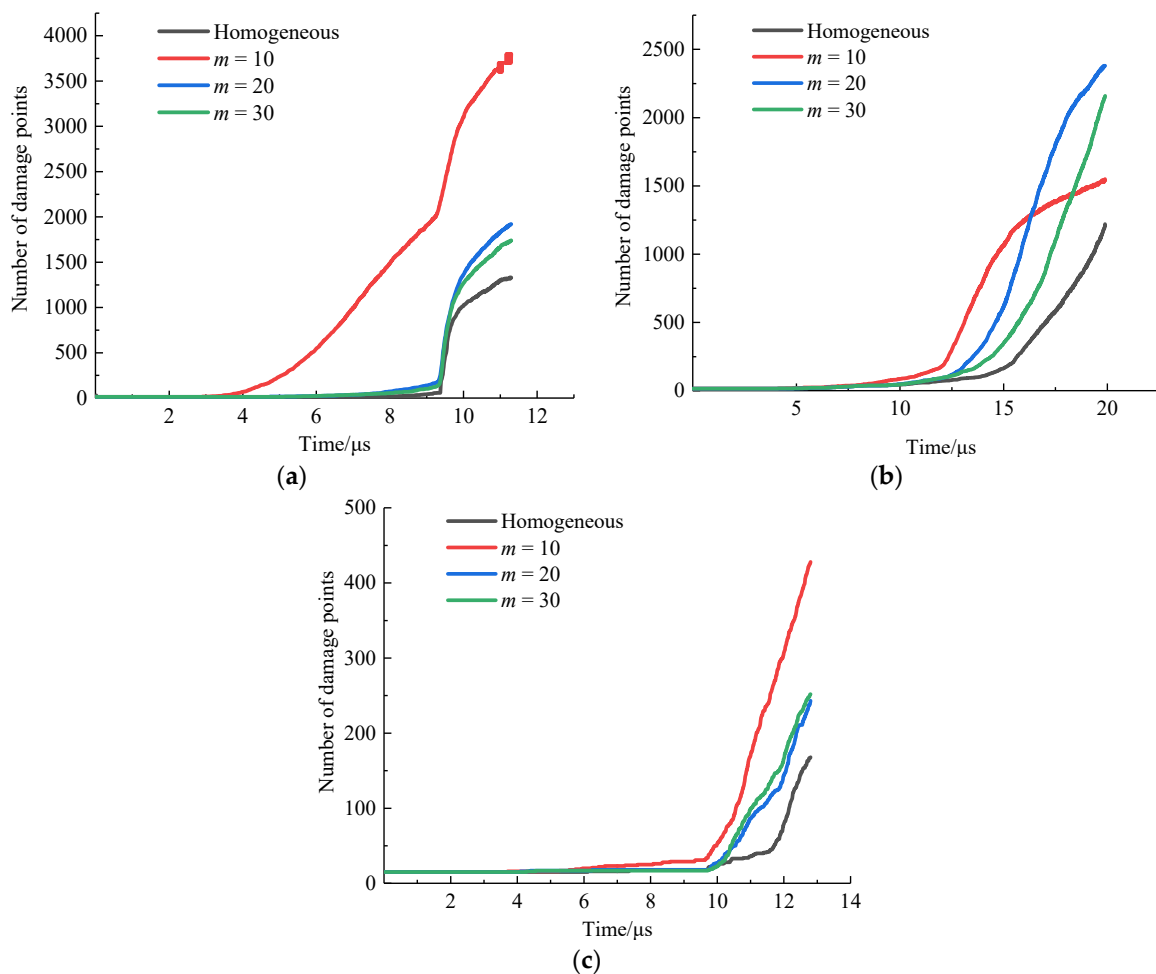 Homogeneous
m = 10
m = 20
m = 30
Number of damage points
4000
3500
3000
2500
2000
1500
1000
500
0
2 4 6 8 10 12
Time/μs
(a)
Homogeneous
m = 10
m = 20
m = 30
Number of damage points
2500
2000
1500
1000
500
0
5 10 15 20
Time/μs
(b)
Homogeneous
m = 10
m = 20
m = 30
Number of damage points
500
400
300
200
100
0
2 4 6 8 10 12 14
Time/μs
(c)